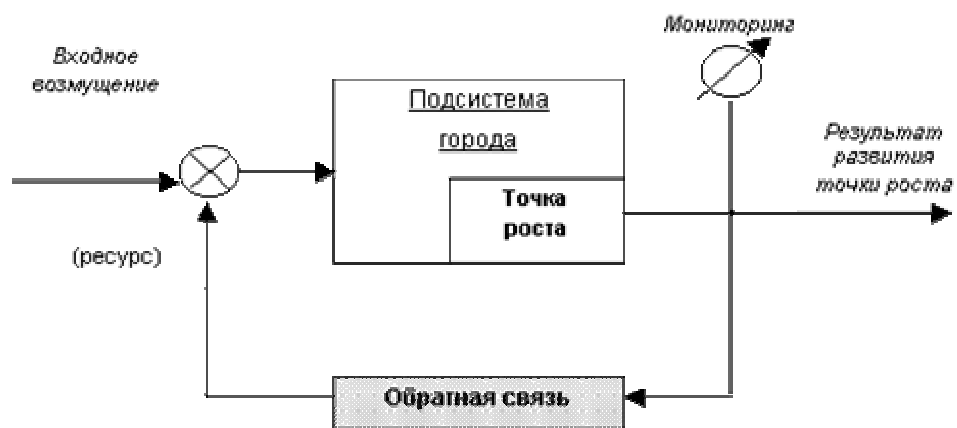 Мониторинг
Входное
возмущение
Подсистема
города
Результат
развития
точки роста
Точка
роста
(ресурс)
Обратная связь